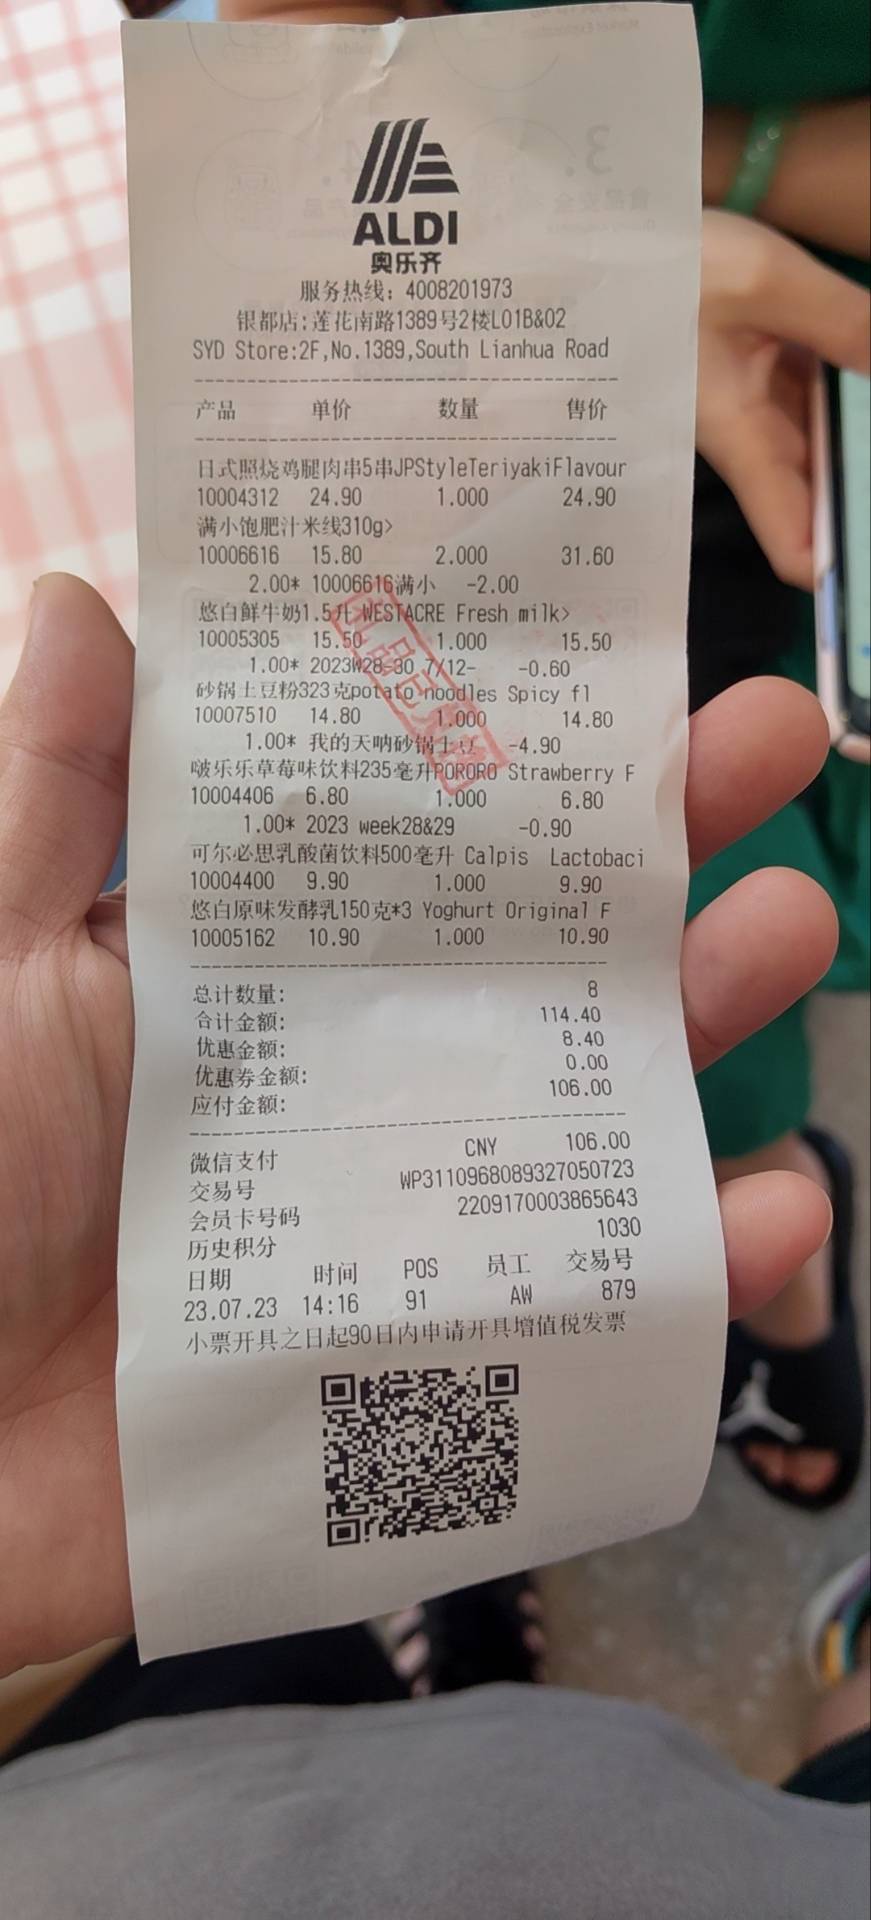 ALDI
奥乐齐
服务热线：4008201973
银都店:莲花南路1389号2楼L01B&02
SYD Store:2F,No.1389,South Lianhua Road
产品 单价 数量 售价
日式照烧鸡腿肉串5串JPStyleTeriyakiFlavour
10004312 24.90 1.000 24.90
满小饱肥汁米线310g>
10006616 15.80 2.000 31.60
2.00* 10006616满小 -2.00
悠白鲜牛奶1.5升 WESTACRE Fresh milk>
10005305 15.50 1.000 15.50
1.00* 2023W28-30 7/12- -0.60
砂锅土豆粉323克potato noodles Spicy fl
10007510 14.80 1.000 14.80
1.00* 我的天呐砂锅土豆 -4.90
啵乐乐草莓味饮料235毫升PORORO Strawberry F
10004406 6.80 1.000 6.80
1.00* 2023 week28&29 -0.90
可尔必思乳酸菌饮料500毫升 Calpis Lactobaci
10004400 9.90 1.000 9.90
悠白原味发酵乳150克*3 Yoghurt Original F
10005162 10.90 1.000 10.90
总计数量: 8
合计金额: 114.40
优惠金额: 8.40
优惠券金额: 0.00
应付金额: 106.00
微信支付 CNY 106.00
交易号 WP3110968089327050723
会员卡号码 2209170003865643
历史积分 1030
日期 时间 POS 员工 交易号
23.07.23 14:16 91 AW 879
小票开具之日起90日内申请开具增值税发票